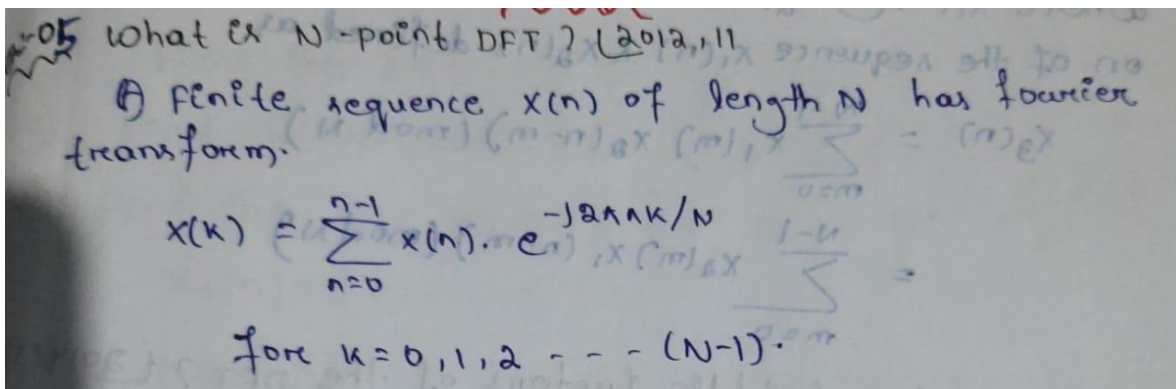 05 What is N-point DFT ? (2012, 11
A finite sequence x(n) of length N has fourier
transform.
n-1
X(k) = Σ x(n). e^-j2πnk/N
n=0
for k = 0, 1, 2 - - - (N-1).